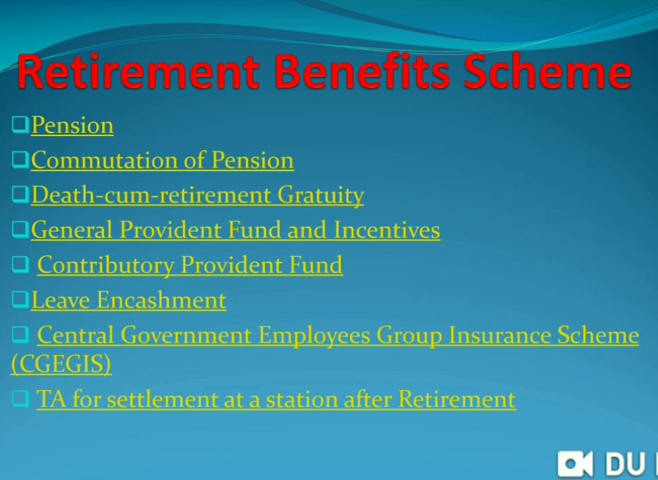 Retirement Benefits Scheme
Pension
Commutation of Pension
Death-cum-retirement Gratuity
General Provident Fund and Incentives
Contributory Provident Fund
Leave Encashment
Central Government Employees Group Insurance Scheme
(CGEGIS)
TA for settlement at a station after Retirement
DU